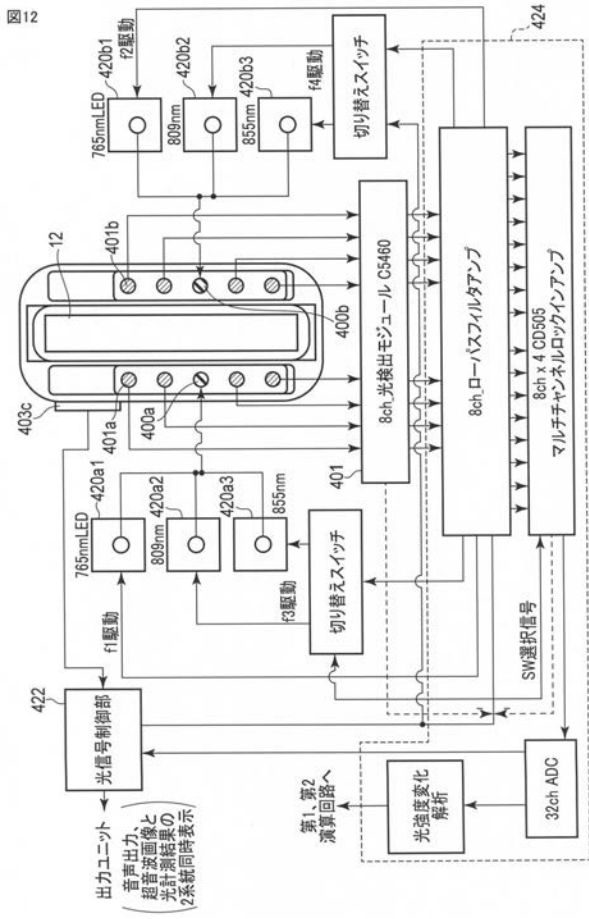 図12
424
f2駆動
420b1
420b2
420b3
765nmLED
809nm
855nm
f4駆動
切り替えスイッチ
401b
12
400b
403c
401a
400a
8ch_光検出モジュール C5460
401
8ch_ローパスフィルタアンプ
8ch x 4 CD505
マルチチャンネルロックインアンプ
420a1
420a2
420a3
765nmLED
809nm
855nm
f1駆動
f3駆動
切り替えスイッチ
SW選択信号
422
光信号制御部
出力ユニット
音声出力、
超音波画像と
光計測結果の
2系統同時表示
第1、第2
演算回路へ
光強度変化
解析
32ch ADC